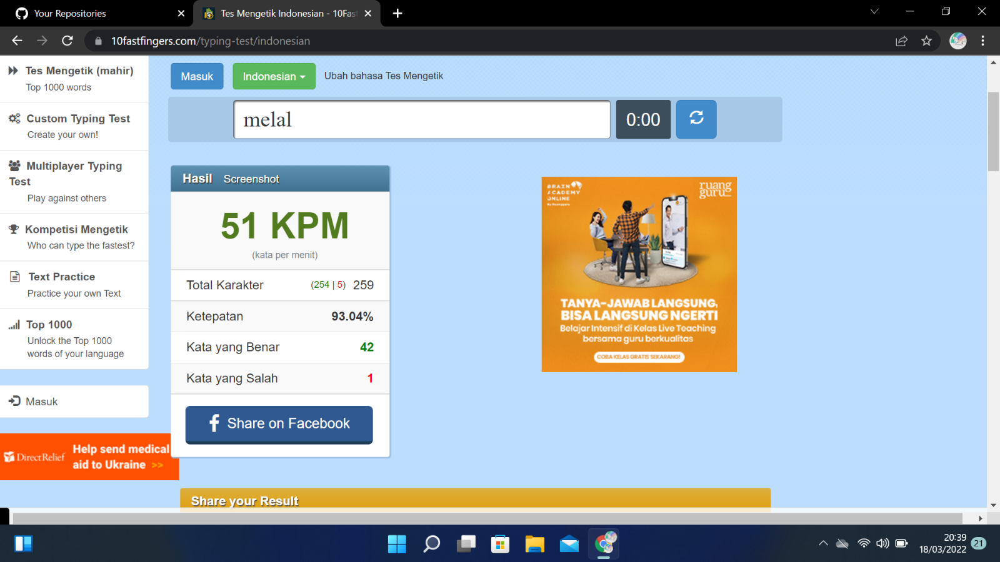 Your Repositories
Tes Mengetik Indonesian - 10Fas
10fastfingers.com/typing-test/indonesian
Tes Mengetik (mahir)
Top 1000 words
Custom Typing Test
Create your own!
Multiplayer Typing
Test
Play against others
Kompetisi Mengetik
Who can type the fastest?
Text Practice
Practice your own Text
Top 1000
Unlock the Top 1000
words of your language
Masuk
DirectRelief
Help send medical
aid to Ukraine >>
Masuk
Indonesian
Ubah bahasa Tes Mengetik
melal
0:00
Hasil Screenshot
51 KPM
(kata per menit)
Total Karakter (254 | 5) 259
Ketepatan 93.04%
Kata yang Benar 42
Kata yang Salah 1
f Share on Facebook
BRAIN
ACADEMY
ONLINE
By Ruangguru
ruang
guru
TANYA-JAWAB LANGSUNG,
BISA LANGSUNG NGERTI
Belajar Intensif di Kelas Live Teaching
bersama guru berkualitas
COBA KELAS GRATIS SEKARANG!
Share your Result
20:39
18/03/2022
21